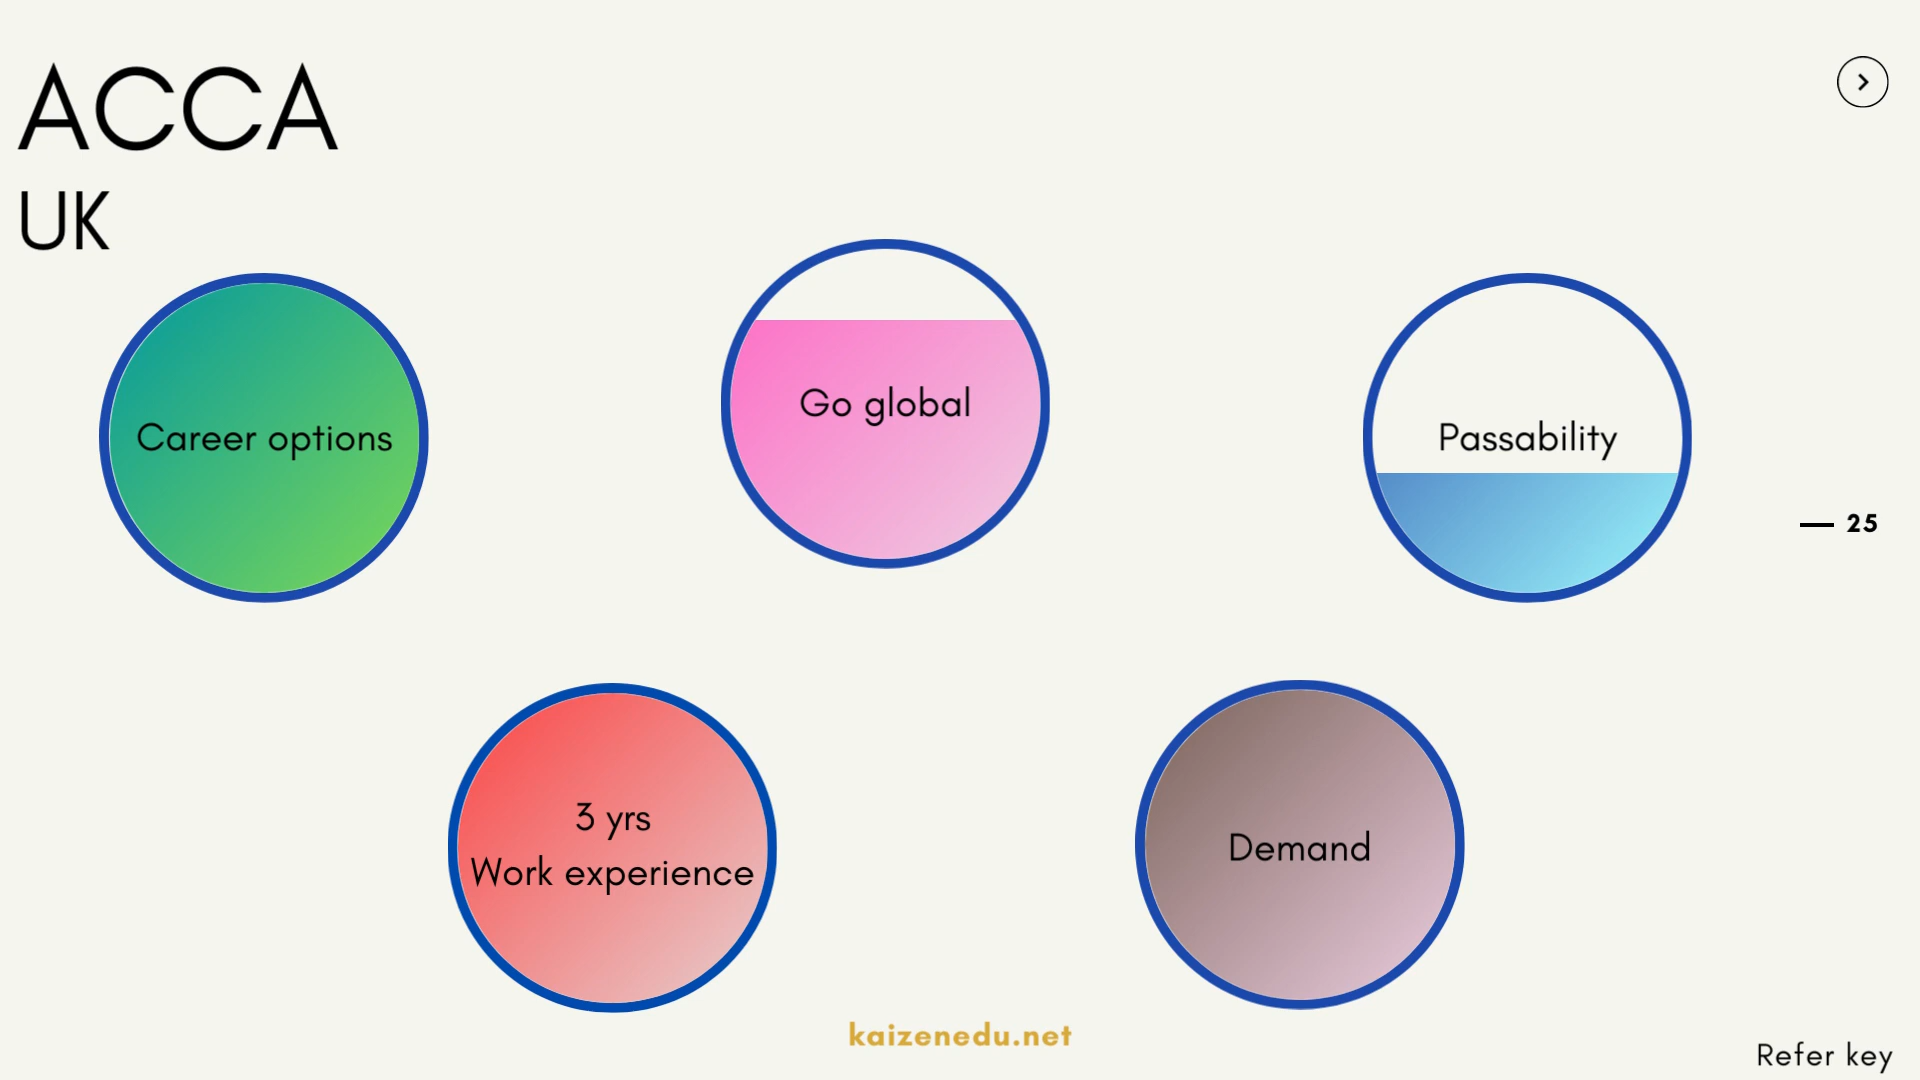 ACCA
UK
Career options
Go global
Passability
25
3 yrs
Work experience
Demand
kaizenedu.net
Refer key